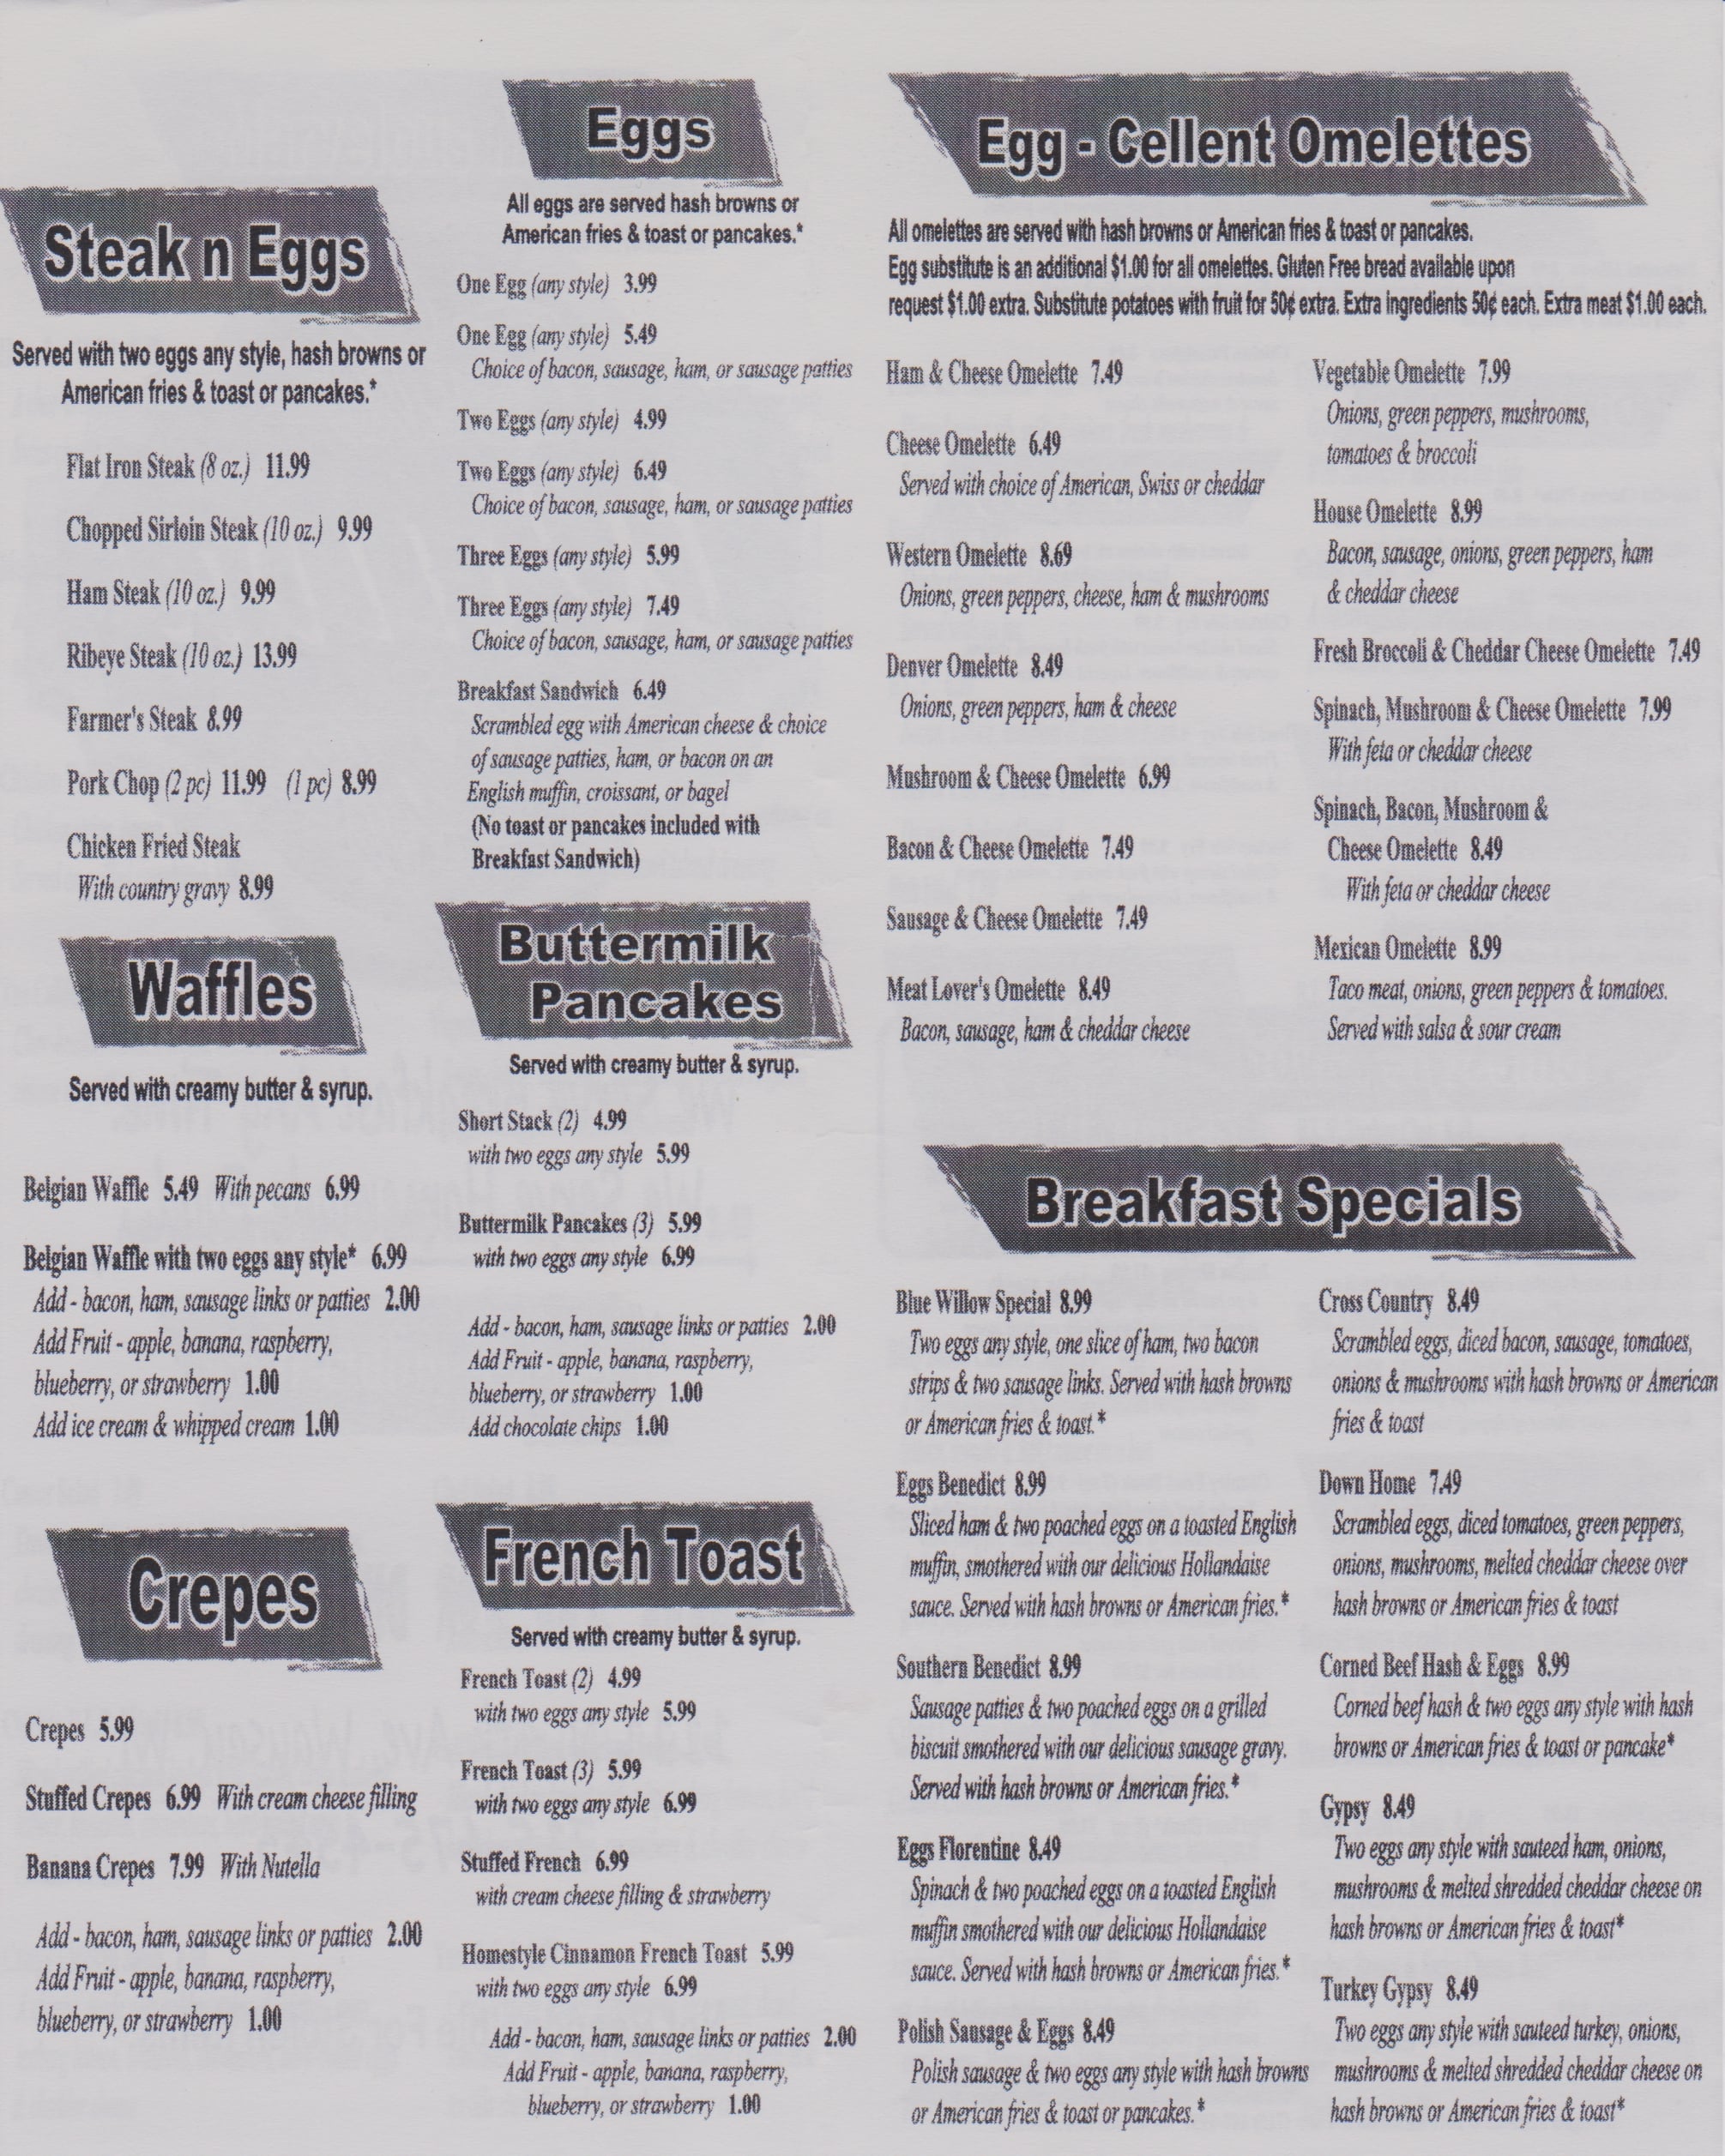 Steak n Eggs
Served with two eggs any style, hash browns or
American fries & toast or pancakes.*
Flat Iron Steak (8 oz.) 11.99
Chopped Sirloin Steak (10 oz.) 9.99
Ham Steak (10 oz.) 9.99
Ribeye Steak (10 oz.) 13.99
Farmer's Steak 8.99
Pork Chop (2 pc) 11.99 (1 pc) 8.99
Chicken Fried Steak
With country gravy 8.99
Waffles
Served with creamy butter & syrup.
Belgian Waffle 5.49 With pecans 6.99
Belgian Waffle with two eggs any style* 6.99
Add - bacon, ham, sausage links or patties 2.00
Add Fruit - apple, banana, raspberry,
blueberry, or strawberry 1.00
Add ice cream & whipped cream 1.00
Crepes
Crepes 5.99
Stuffed Crepes 6.99 With cream cheese filling
Banana Crepes 7.99 With Nutella
Add - bacon, ham, sausage links or patties 2.00
Add Fruit - apple, banana, raspberry,
blueberry, or strawberry 1.00
Eggs
All eggs are served hash browns or
American fries & toast or pancakes.*
One Egg (any style) 3.99
One Egg (any style) 5.49
Choice of bacon, sausage, ham, or sausage patties
Two Eggs (any style) 4.99
Two Eggs (any style) 6.49
Choice of bacon, sausage, ham, or sausage patties
Three Eggs (any style) 5.99
Three Eggs (any style) 7.49
Choice of bacon, sausage, ham, or sausage patties
Breakfast Sandwich 6.49
Scrambled egg with American cheese & choice
of sausage patties, ham, or bacon on an
English muffin, croissant, or bagel
(No toast or pancakes included with
Breakfast Sandwich)
Buttermilk
Pancakes
Served with creamy butter & syrup.
Short Stack (2) 4.99
with two eggs any style 5.99
Buttermilk Pancakes (3) 5.99
with two eggs any style 6.99
Add - bacon, ham, sausage links or patties 2.00
Add Fruit - apple, banana, raspberry,
blueberry, or strawberry 1.00
Add chocolate chips 1.00
French Toast
Served with creamy butter & syrup.
French Toast (2) 4.99
with two eggs any style 5.99
French Toast (3) 5.99
with two eggs any style 6.99
Stuffed French 6.99
with cream cheese filling & strawberry
Homestyle Cinnamon French Toast 5.99
with two eggs any style 6.99
Add - bacon, ham, sausage links or patties 2.00
Add Fruit - apple, banana, raspberry,
blueberry, or strawberry 1.00
Egg - Cellent Omelettes
All omelettes are served with hash browns or American fries & toast or pancakes.
Egg substitute is an additional $1.00 for all omelettes. Gluten Free bread available upon
request $1.00 extra. Substitute potatoes with fruit for 50¢ extra. Extra ingredients 50¢ each. Extra meat $1.00 each.
Ham & Cheese Omelette 7.49
Cheese Omelette 6.49
Served with choice of American, Swiss or cheddar
Western Omelette 8.69
Onions, green peppers, cheese, ham & mushrooms
Denver Omelette 8.49
Onions, green peppers, ham & cheese
Mushroom & Cheese Omelette 6.99
Bacon & Cheese Omelette 7.49
Sausage & Cheese Omelette 7.49
Meat Lover's Omelette 8.49
Bacon, sausage, ham & cheddar cheese
Vegetable Omelette 7.99
Onions, green peppers, mushrooms,
tomatoes & broccoli
House Omelette 8.99
Bacon, sausage, onions, green peppers, ham
& cheddar cheese
Fresh Broccoli & Cheddar Cheese Omelette 7.49
Spinach, Mushroom & Cheese Omelette 7.99
With feta or cheddar cheese
Spinach, Bacon, Mushroom &
Cheese Omelette 8.49
With feta or cheddar cheese
Mexican Omelette 8.99
Taco meat, onions, green peppers & tomatoes.
Served with salsa & sour cream
Breakfast Specials
Blue Willow Special 8.99
Two eggs any style, one slice of ham, two bacon
strips & two sausage links. Served with hash browns
or American fries & toast.*
Eggs Benedict 8.99
Sliced ham & two poached eggs on a toasted English
muffin, smothered with our delicious Hollandaise
sauce. Served with hash browns or American fries.*
Southern Benedict 8.99
Sausage patties & two poached eggs on a grilled
biscuit smothered with our delicious sausage gravy.
Served with hash browns or American fries.*
Eggs Florentine 8.49
Spinach & two poached eggs on a toasted English
muffin smothered with our delicious Hollandaise
sauce. Served with hash browns or American fries.*
Polish Sausage & Eggs 8.49
Polish sausage & two eggs any style with hash browns
or American fries & toast or pancakes.*
Cross Country 8.49
Scrambled eggs, diced bacon, sausage, tomatoes,
onions & mushrooms with hash browns or American
fries & toast
Down Home 7.49
Scrambled eggs, diced tomatoes, green peppers,
onions, mushrooms, melted cheddar cheese over
hash browns or American fries & toast
Corned Beef Hash & Eggs 8.99
Corned beef hash & two eggs any style with hash
browns or American fries & toast or pancake*
Gypsy 8.49
Two eggs any style with sauteed ham, onions,
mushrooms & melted shredded cheddar cheese on
hash browns or American fries & toast*
Turkey Gypsy 8.49
Two eggs any style with sauteed turkey, onions,
mushrooms & melted shredded cheddar cheese on
hash browns or American fries & toast*